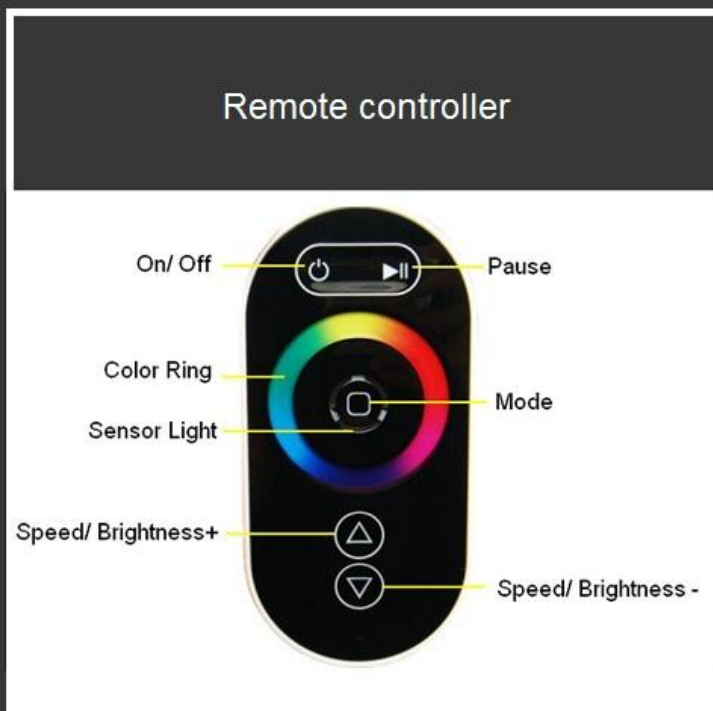 Remote controller
On/ Off
Pause
Color Ring
Mode
Sensor Light
Speed/ Brightness+
Speed/ Brightness -